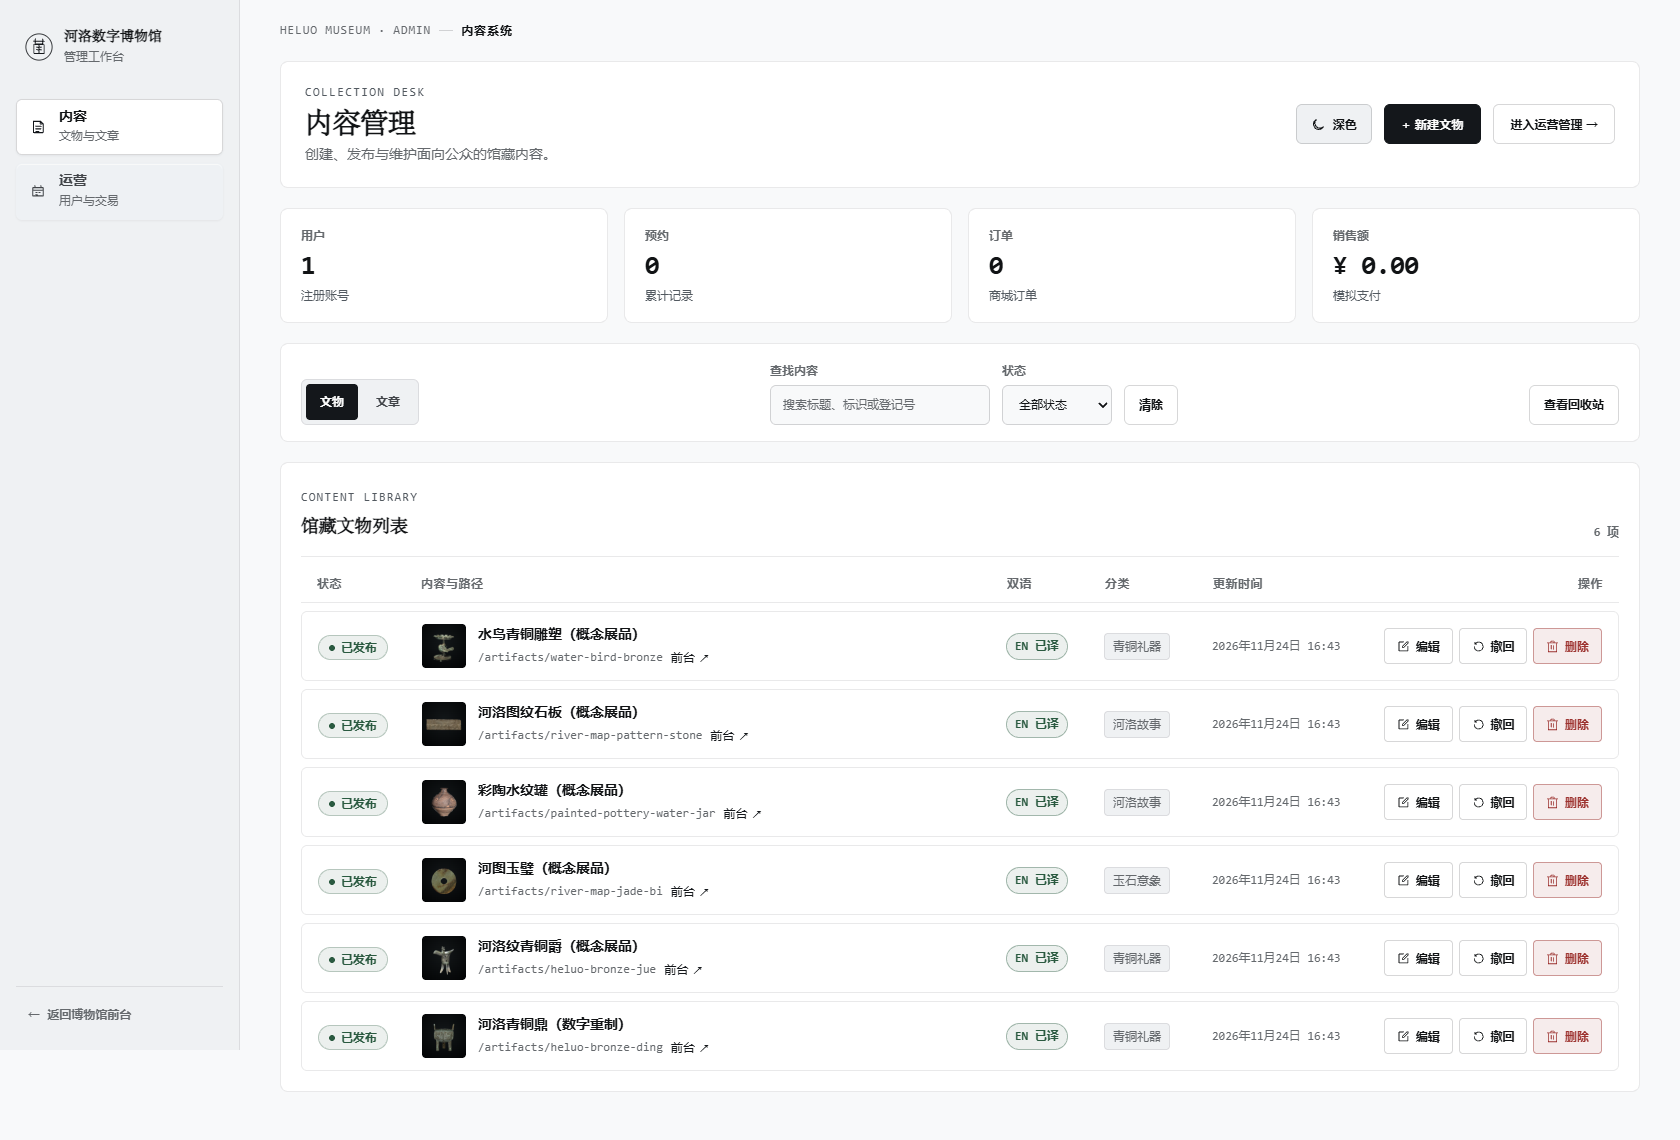 河洛数字博物馆
管理工作台
内容
文物与文章
运营
用户与交易
← 返回博物馆前台
HELUO MUSEUM · ADMIN — 内容系统
COLLECTION DESK
内容管理
创建、发布与维护面向公众的馆藏内容。
深色
+ 新建文物
进入运营管理 →
用户
1
注册账号
预约
0
累计记录
订单
0
商城订单
销售额
¥ 0.00
模拟支付
文物 文章
查找内容
搜索标题、标识或登记号
状态
全部状态
清除
查看回收站
CONTENT LIBRARY
馆藏文物列表
6 项
状态 内容与路径 双语 分类 更新时间 操作
已发布 水鸟青铜雕塑（概念展品） EN 已译 青铜礼器 2026年11月24日 16:43 编辑 撤回 删除
/artifacts/water-bird-bronze 前台 ↗
已发布 河洛图纹石板（概念展品） EN 已译 河洛故事 2026年11月24日 16:43 编辑 撤回 删除
/artifacts/river-map-pattern-stone 前台 ↗
已发布 彩陶水纹罐（概念展品） EN 已译 河洛故事 2026年11月24日 16:43 编辑 撤回 删除
/artifacts/painted-pottery-water-jar 前台 ↗
已发布 河图玉璧（概念展品） EN 已译 玉石意象 2026年11月24日 16:43 编辑 撤回 删除
/artifacts/river-map-jade-bi 前台 ↗
已发布 河洛纹青铜爵（概念展品） EN 已译 青铜礼器 2026年11月24日 16:43 编辑 撤回 删除
/artifacts/heluo-bronze-jue 前台 ↗
已发布 河洛青铜鼎（数字重制） EN 已译 青铜礼器 2026年11月24日 16:43 编辑 撤回 删除
/artifacts/heluo-bronze-ding 前台 ↗